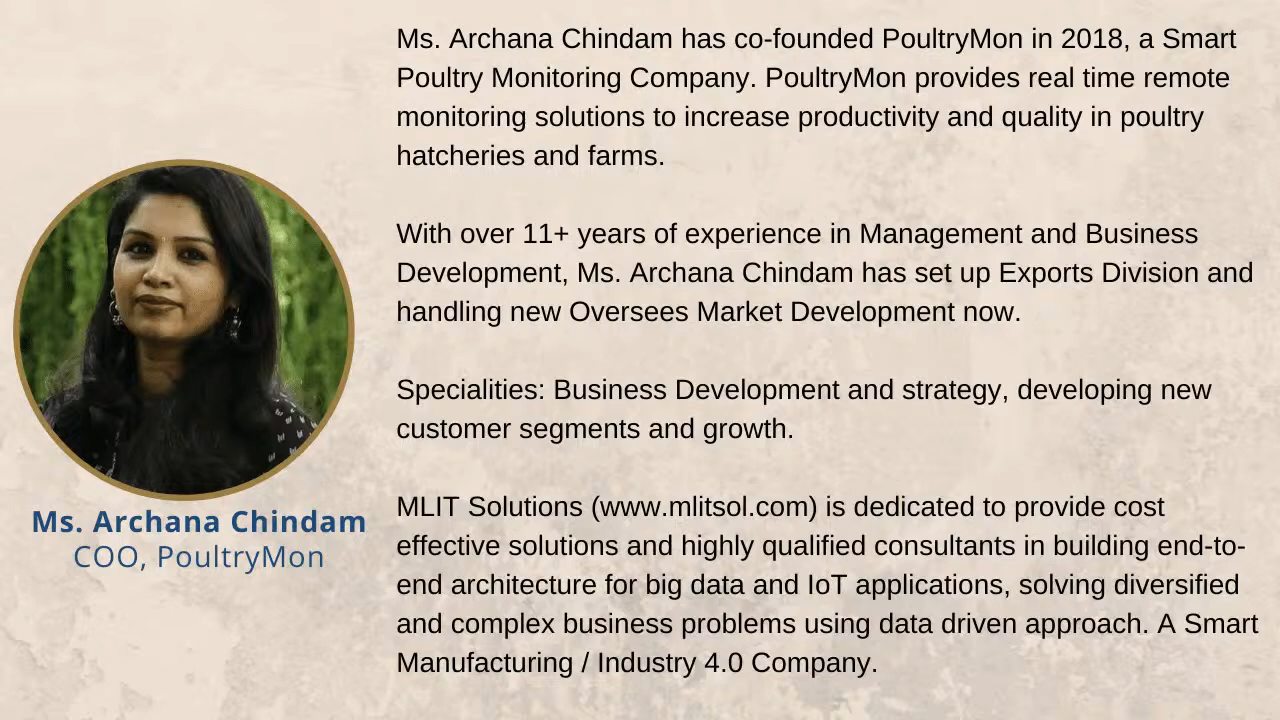 Ms. Archana Chindam has co-founded PoultryMon in 2018, a Smart
Poultry Monitoring Company. PoultryMon provides real time remote
monitoring solutions to increase productivity and quality in poultry
hatcheries and farms.
With over 11+ years of experience in Management and Business
Development, Ms. Archana Chindam has set up Exports Division and
handling new Oversees Market Development now.
Specialities: Business Development and strategy, developing new
customer segments and growth.
MLIT Solutions (www.mlitsol.com) is dedicated to provide cost
effective solutions and highly qualified consultants in building end-to-
end architecture for big data and IoT applications, solving diversified
and complex business problems using data driven approach. A Smart
Manufacturing / Industry 4.0 Company.
Ms. Archana Chindam
COO, PoultryMon